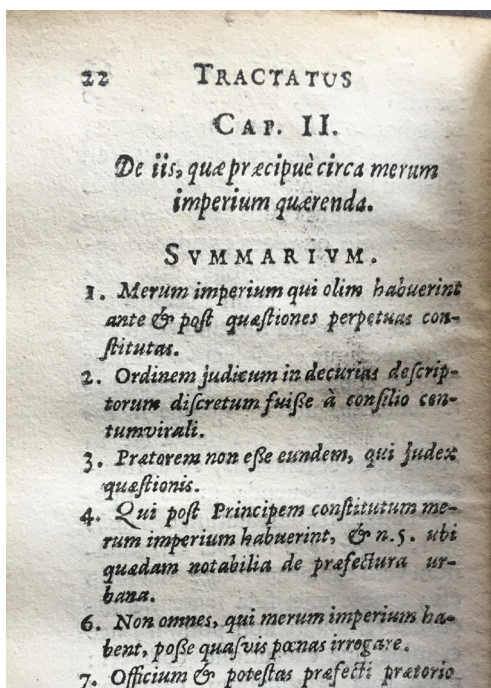 22 TRACTATUS
CAP. II.
De iis, quæ præcipuè circa merum
imperium quærenda.
SVMMARIVM.
1. Merum imperium qui olim habuerint
ante & poſt quæſtiones perpetuas con-
ſtitutas.
2. Ordinem judicum in decurias deſcrip-
torum diſcretum fuiſſe à conſilio cen-
tumvirali.
3. Prætorem non eſſe eundem, qui judex
quæſtionis.
4. Qui poſt Principem conſtitutum me-
rum imperium habuerint, & n. 5. ubi
quædam notabilia de præfectura ur-
bana.
6. Non omnes, qui merum imperium ha-
bent, poſſe quaſvis pœnas irrogare.
7. Officium & poteſtas præfecti prætorio